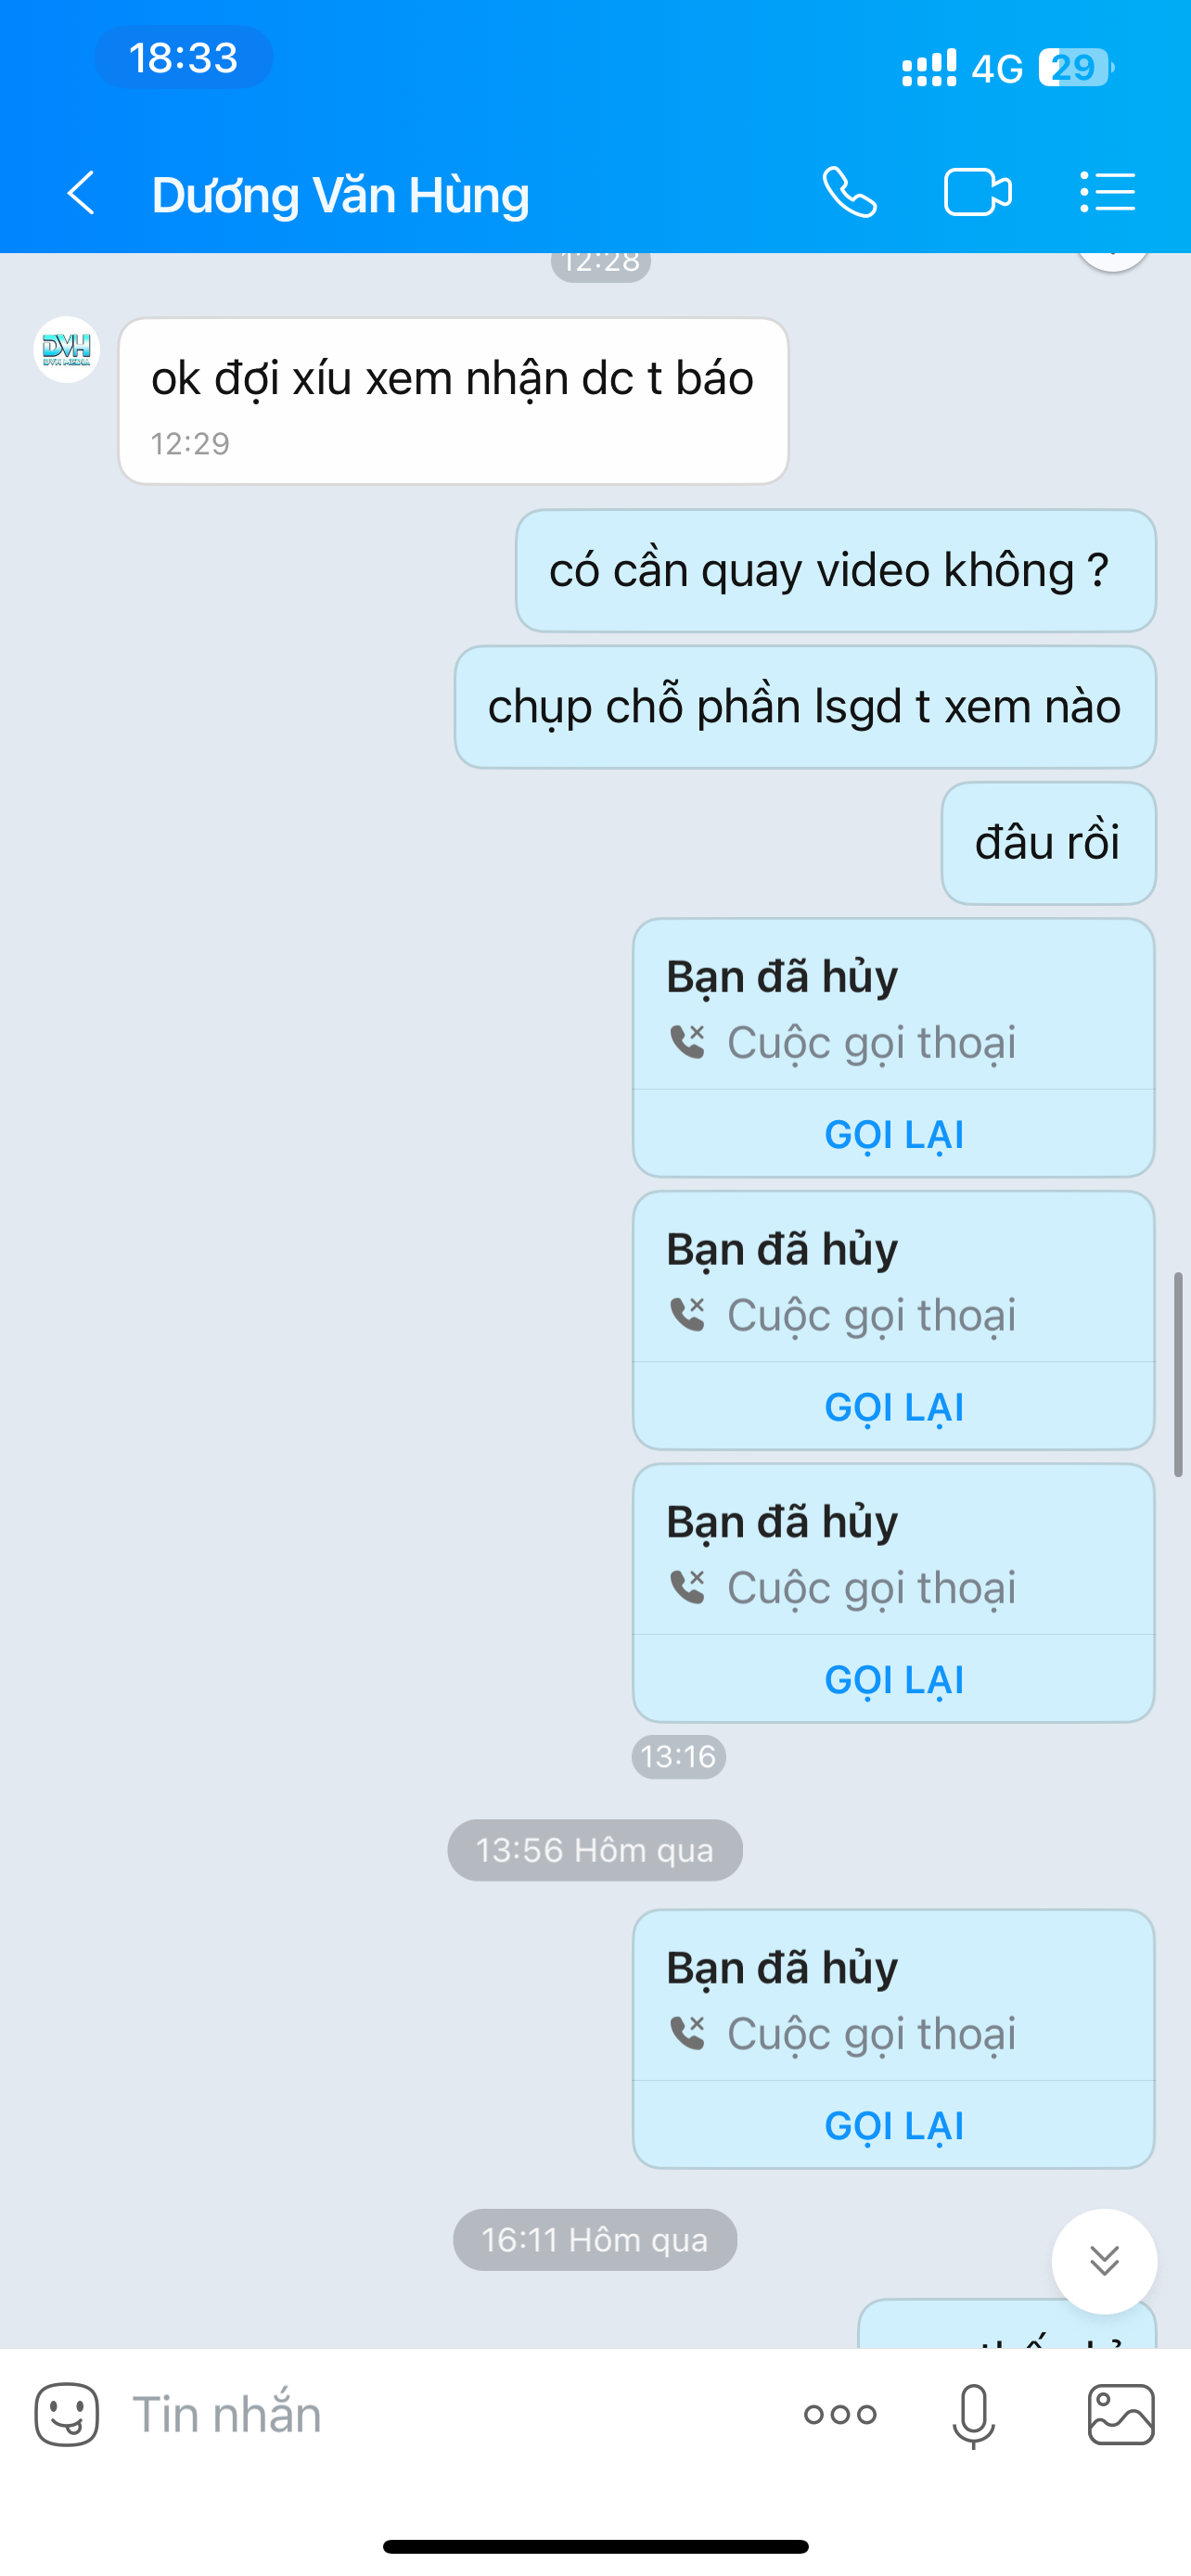 18:33
4G 29
Dương Văn Hùng
12:28
DVH
ok đợi xíu xem nhận dc t báo
12:29
có cần quay video không ?
chụp chỗ phần lsgd t xem nào
đâu rồi
Bạn đã hủy
Cuộc gọi thoại
GỌI LẠI
Bạn đã hủy
Cuộc gọi thoại
GỌI LẠI
Bạn đã hủy
Cuộc gọi thoại
GỌI LẠI
13:16
13:56 Hôm qua
Bạn đã hủy
Cuộc gọi thoại
GỌI LẠI
16:11 Hôm qua
Tin nhắn